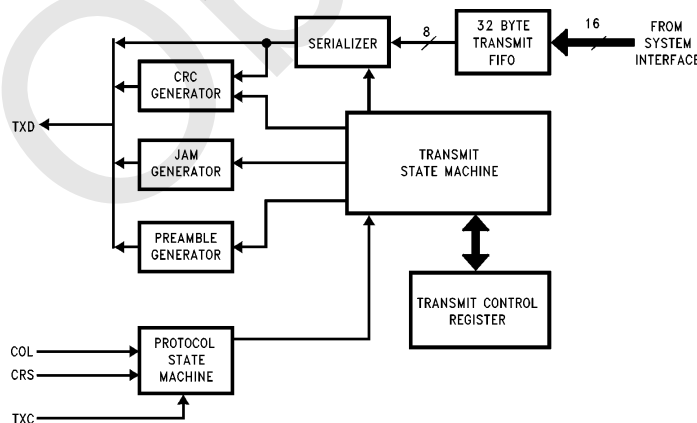 8
16
SERIALIZER
32 BYTE
TRANSMIT
FIFO
FROM
SYSTEM
INTERFACE
CRC
GENERATOR
TXD
JAM
GENERATOR
TRANSMIT
STATE MACHINE
PREAMBLE
GENERATOR
TRANSMIT CONTROL
REGISTER
COL
CRS
PROTOCOL
STATE
MACHINE
TXC